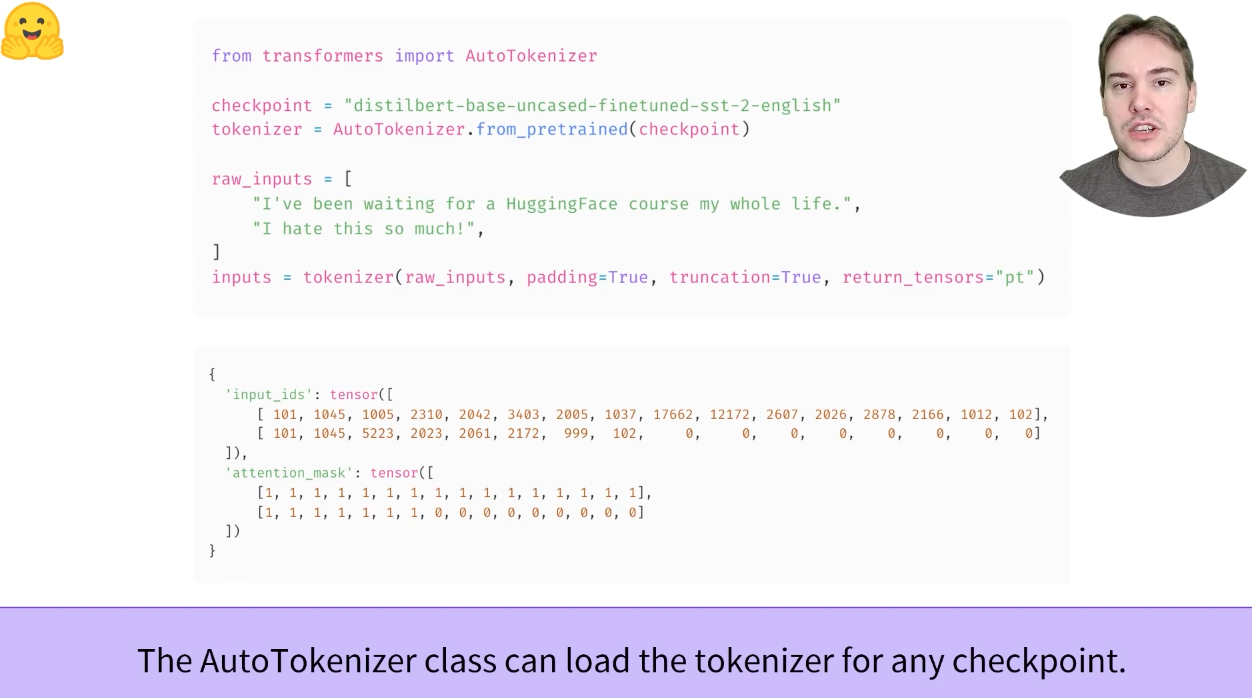 from transformers import AutoTokenizer
checkpoint = "distilbert-base-uncased-finetuned-sst-2-english"
tokenizer = AutoTokenizer.from_pretrained(checkpoint)
raw_inputs = [
    "I've been waiting for a HuggingFace course my whole life.",
    "I hate this so much!",
]
inputs = tokenizer(raw_inputs, padding=True, truncation=True, return_tensors="pt")
{
  'input_ids': tensor([
      [ 101, 1045, 1005, 2310, 2042, 3403, 2005, 1037, 17662, 12172, 2607, 2026, 2878, 2166, 1012, 102],
      [ 101, 1045, 5223, 2023, 2061, 2172, 999, 102, 0, 0, 0, 0, 0, 0, 0, 0]
  ]),
  'attention_mask': tensor([
      [1, 1, 1, 1, 1, 1, 1, 1, 1, 1, 1, 1, 1, 1, 1, 1],
      [1, 1, 1, 1, 1, 1, 1, 0, 0, 0, 0, 0, 0, 0, 0, 0]
  ])
}
The AutoTokenizer class can load the tokenizer for any checkpoint.